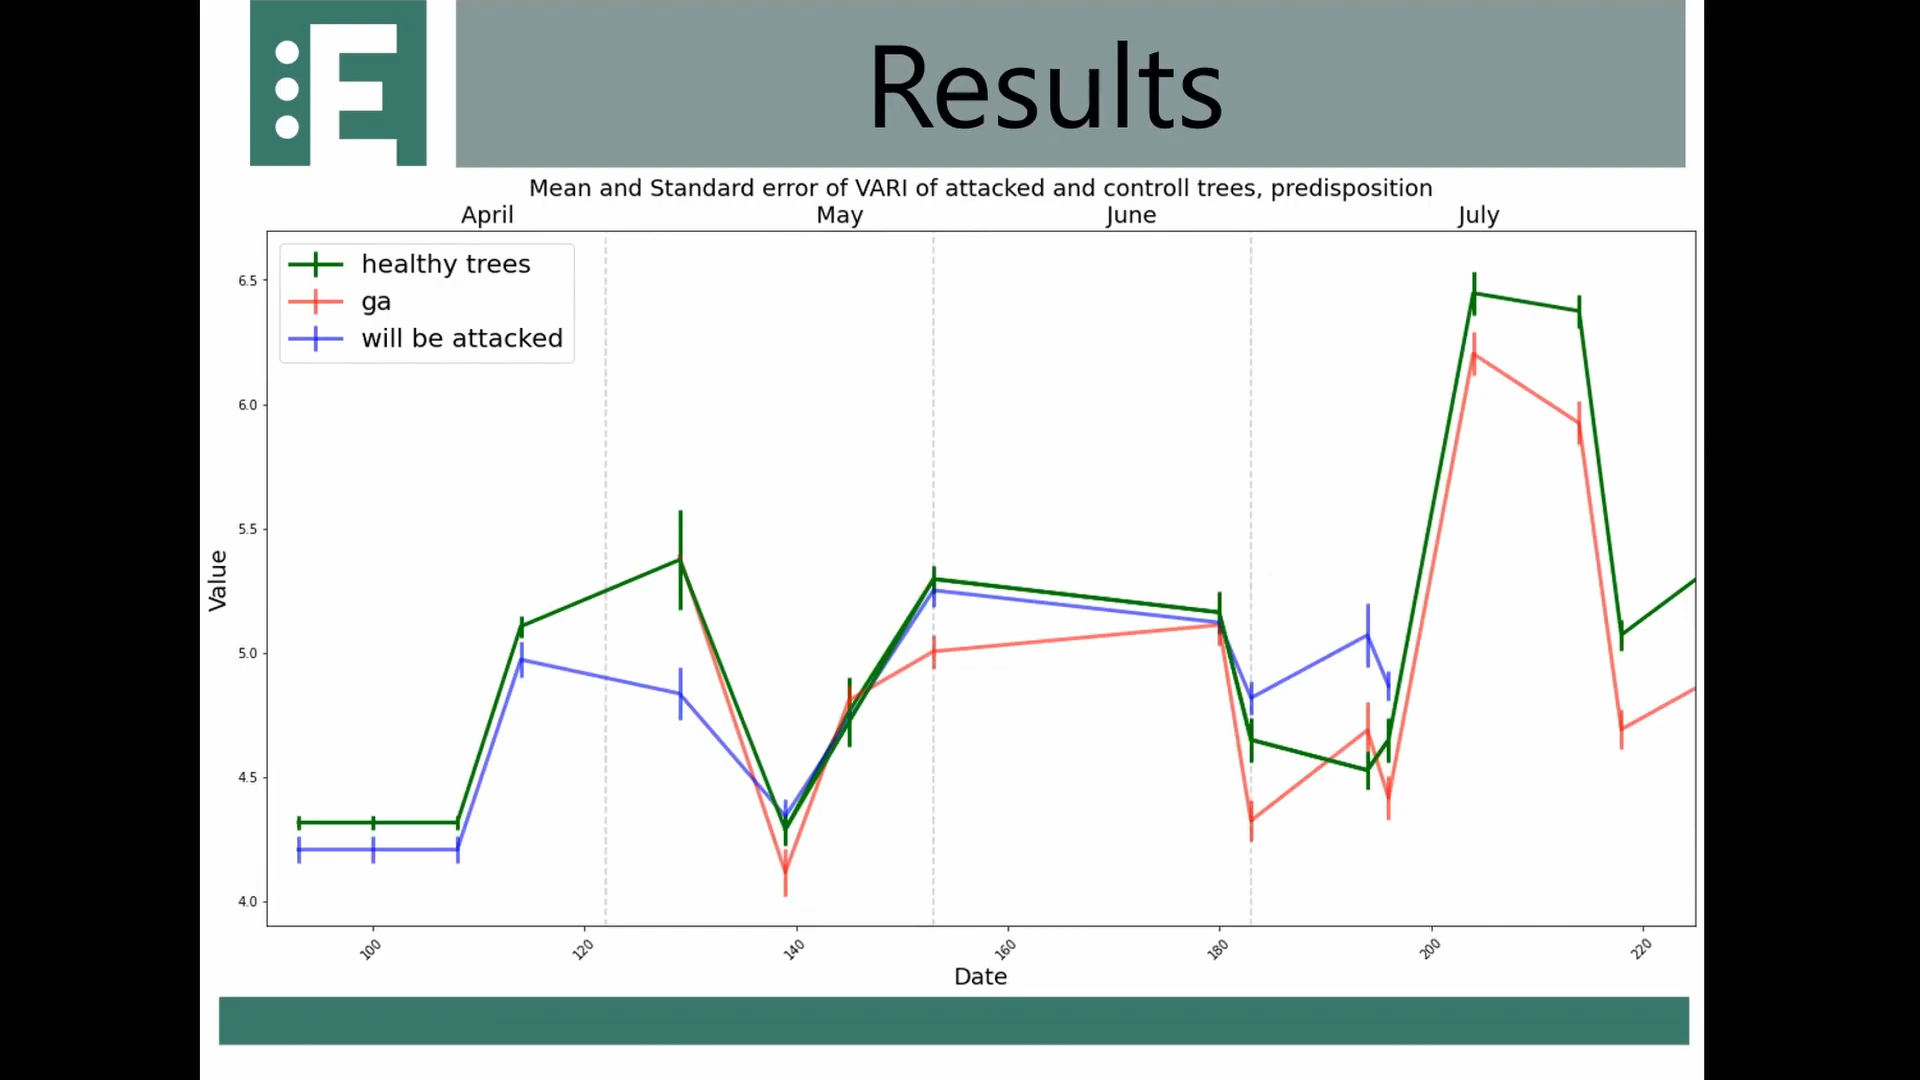 E
Results
Mean and Standard error of VARI of attacked and controll trees, predisposition
April May June July
healthy trees
ga
will be attacked
6.5
6.0
5.5
5.0
4.5
4.0
Value
100 120 140 160 180 200 220
Date